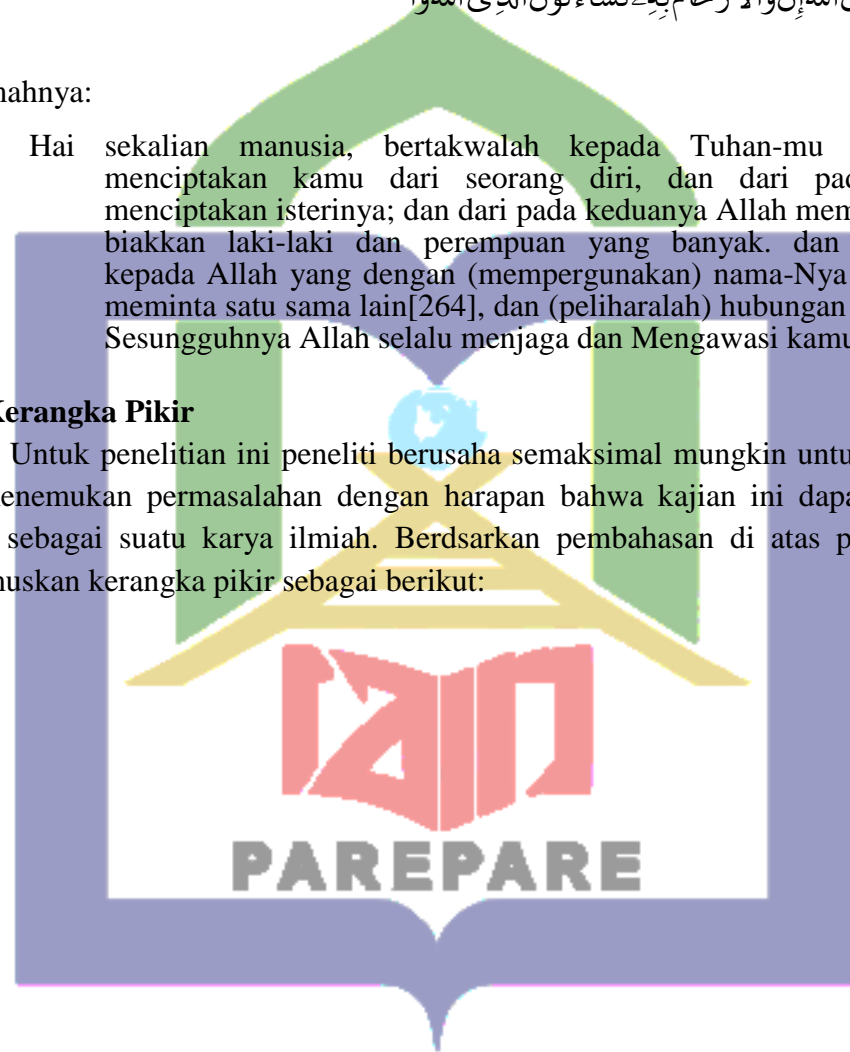 nahnya:
Hai sekalian manusia, bertakwalah kepada Tuhan-mu
menciptakan kamu dari seorang diri, dan dari pad
menciptakan isterinya; dan dari pada keduanya Allah mem
biakkan laki-laki dan perempuan yang banyak. dan
kepada Allah yang dengan (mempergunakan) nama-Nya
meminta satu sama lain[264], dan (peliharalah) hubungan
Sesungguhnya Allah selalu menjaga dan Mengawasi kamu
Kerangka Pikir
Untuk penelitian ini peneliti berusaha semaksimal mungkin untu
enemukan permasalahan dengan harapan bahwa kajian ini dapa
sebagai suatu karya ilmiah. Berdsarkan pembahasan di atas p
uskan kerangka pikir sebagai berikut:
iain
PAREPARE